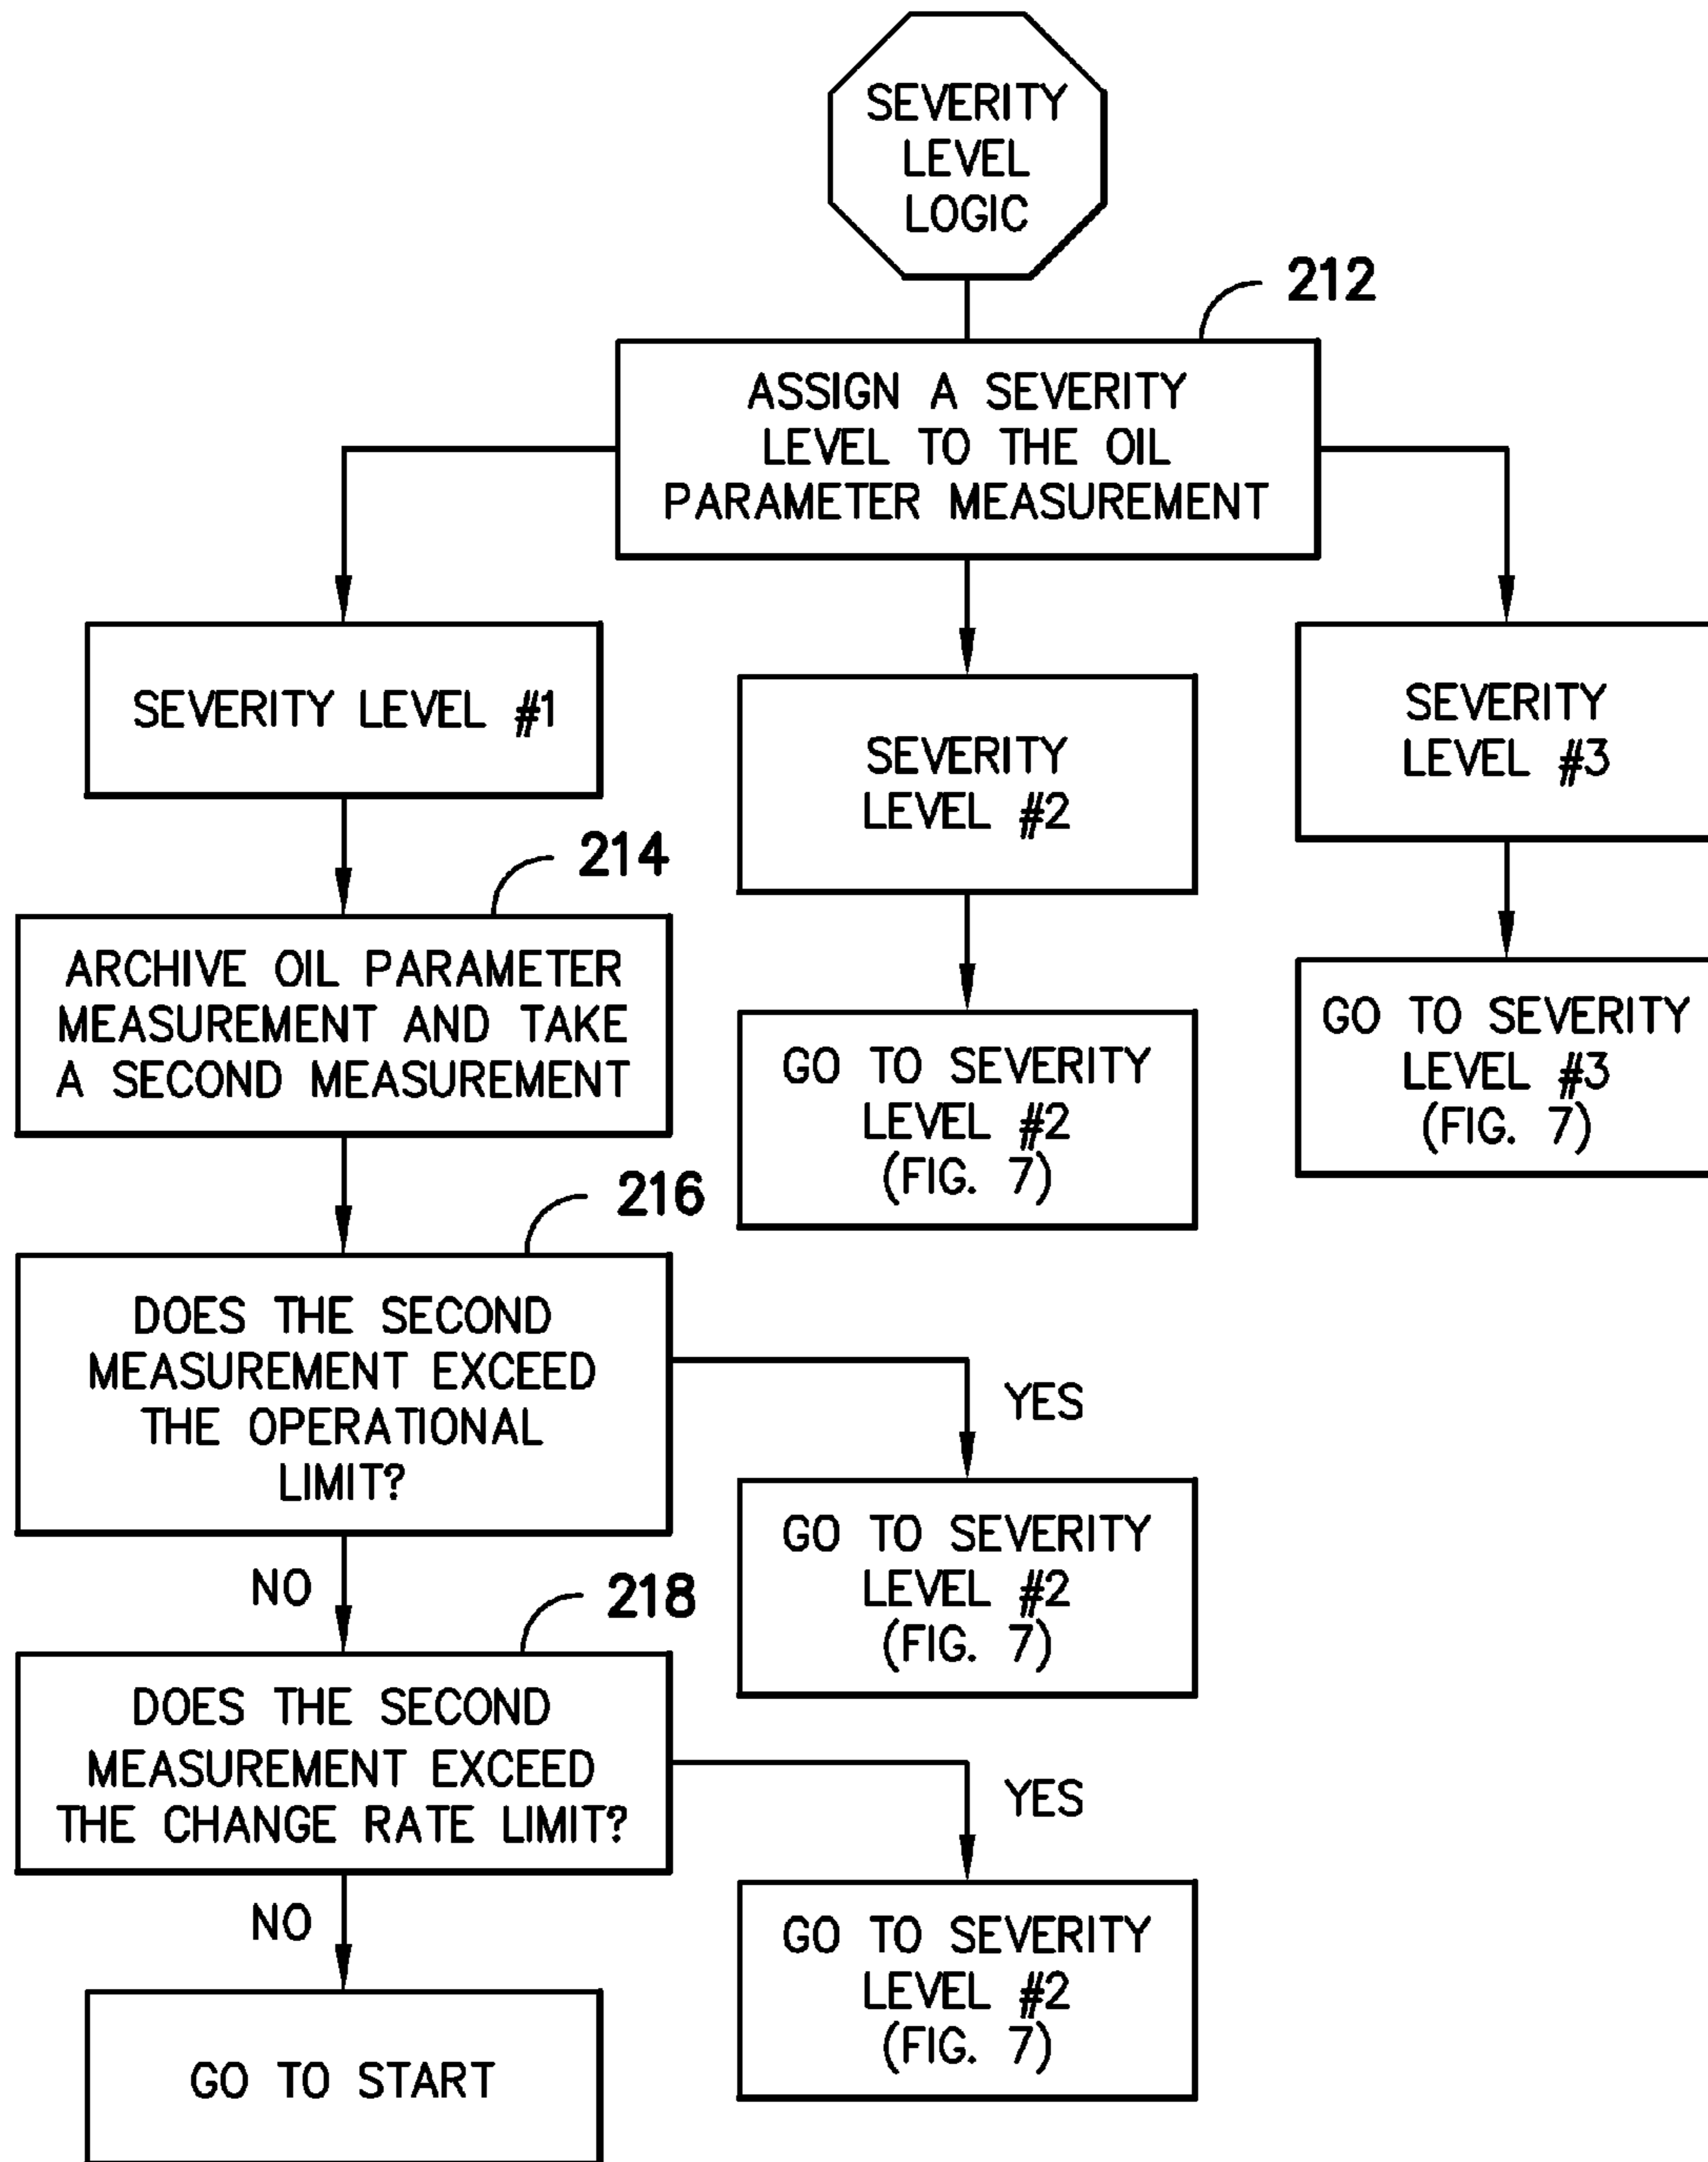 SEVERITY
LEVEL
LOGIC
212
ASSIGN A SEVERITY
LEVEL TO THE OIL
PARAMETER MEASUREMENT
SEVERITY LEVEL #1
SEVERITY
LEVEL #2
SEVERITY
LEVEL #3
214
ARCHIVE OIL PARAMETER
MEASUREMENT AND TAKE
A SECOND MEASUREMENT
GO TO SEVERITY
LEVEL #2
(FIG. 7)
GO TO SEVERITY
LEVEL #3
(FIG. 7)
216
DOES THE SECOND
MEASUREMENT EXCEED
THE OPERATIONAL
LIMIT?
YES
GO TO SEVERITY
LEVEL #2
(FIG. 7)
NO
218
DOES THE SECOND
MEASUREMENT EXCEED
THE CHANGE RATE LIMIT?
YES
GO TO SEVERITY
LEVEL #2
(FIG. 7)
NO
GO TO START